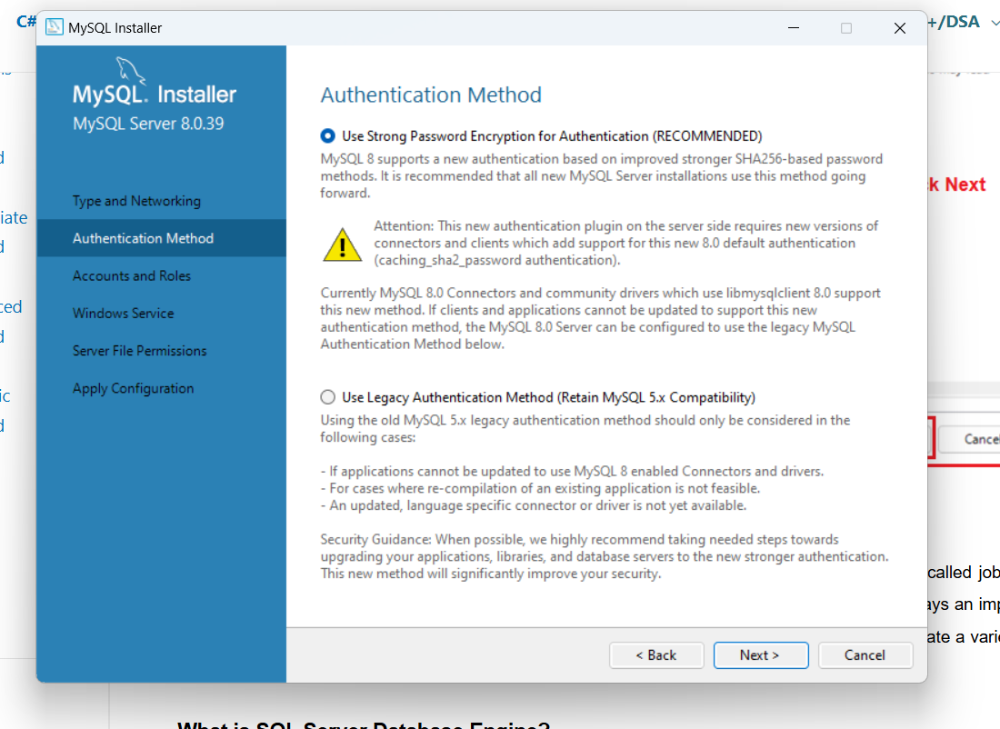 C#
MySQL Installer
+/DSA
MySQL Installer
MySQL Server 8.0.39
Type and Networking
Authentication Method
Accounts and Roles
Windows Service
Server File Permissions
Apply Configuration
Authentication Method
Use Strong Password Encryption for Authentication (RECOMMENDED)
MySQL 8 supports a new authentication based on improved stronger SHA256-based password
methods. It is recommended that all new MySQL Server installations use this method going
forward.
Attention: This new authentication plugin on the server side requires new versions of
connectors and clients which add support for this new 8.0 default authentication
(caching_sha2_password authentication).
Currently MySQL 8.0 Connectors and community drivers which use libmysqlclient 8.0 support
this new method. If clients and applications cannot be updated to support this new
authentication method, the MySQL 8.0 Server can be configured to use the legacy MySQL
Authentication Method below.
Use Legacy Authentication Method (Retain MySQL 5.x Compatibility)
Using the old MySQL 5.x legacy authentication method should only be considered in the
following cases:
- If applications cannot be updated to use MySQL 8 enabled Connectors and drivers.
- For cases where re-compilation of an existing application is not feasible.
- An updated, language specific connector or driver is not yet available.
Security Guidance: When possible, we highly recommend taking needed steps towards
upgrading your applications, libraries, and database servers to the new stronger authentication.
This new method will significantly improve your security.
< Back
Next >
Cancel
d
iate
d
ced
d
ic
d
k Next
Cancel
called job
ays an imp
ate a vari
What is SQL Server Database Engine?